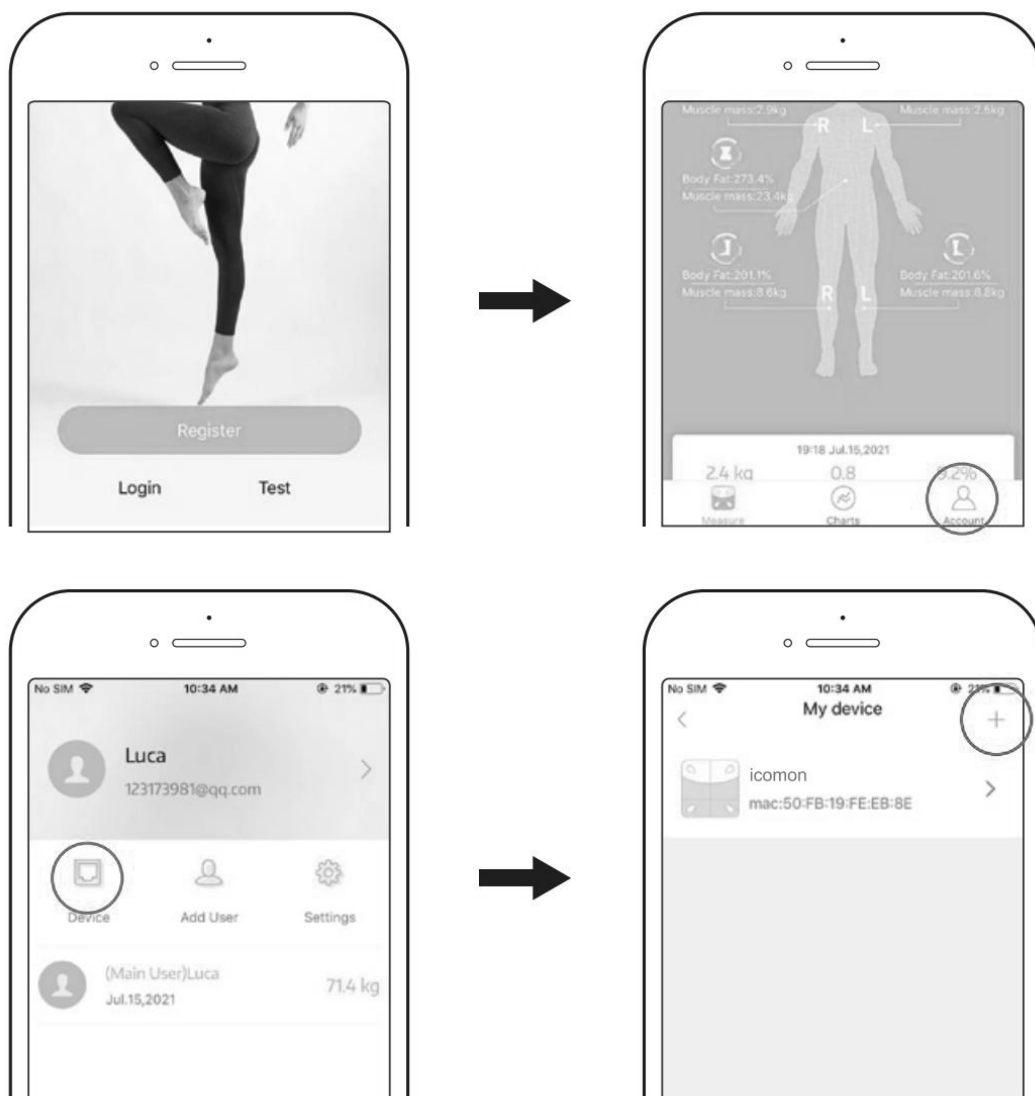 Register
Login Test
Muscle mass:2.9kg Muscle mass:2.8kg
R L
Body Fat:273.4%
Muscle mass:23.4kg
Body Fat:201.1% Body Fat:201.6%
Muscle mass:8.6kg R L Muscle mass:8.8kg
19:18 Jul.15,2021
2.4 kg 0.8 9.2%
Measure Charts Account
No SIM 10:34 AM 21%
Luca
123173981@qq.com
Device Add User Settings
(Main User)Luca
Jul.15,2021 71.4 kg
No SIM 10:34 AM 21%
My device +
icomon
mac:50:FB:19:FE:EB:8E